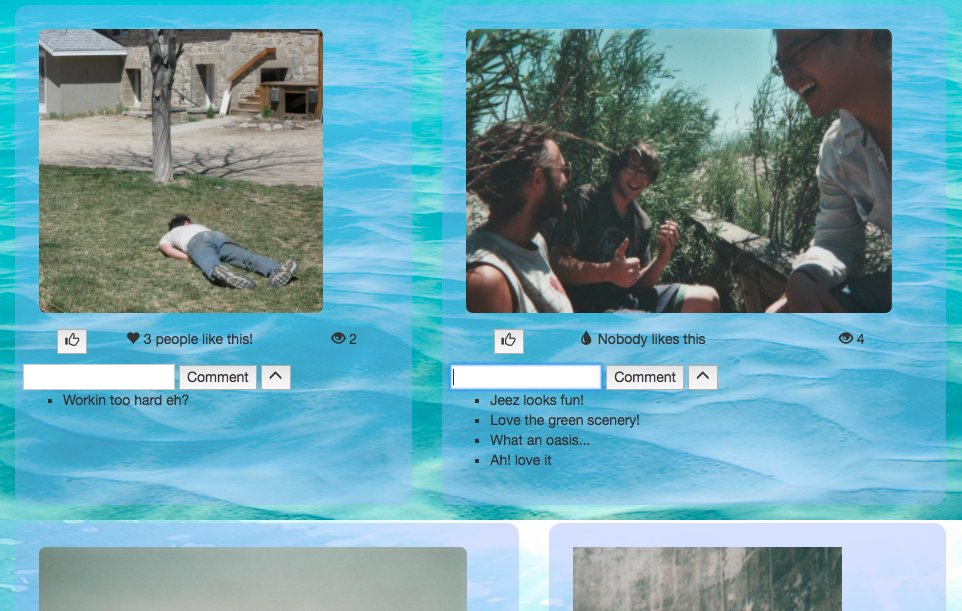 3 people like this!
2
Comment
Workin too hard eh?
Nobody likes this
4
Comment
Jeez looks fun!
Love the green scenery!
What an oasis...
Ah! love it